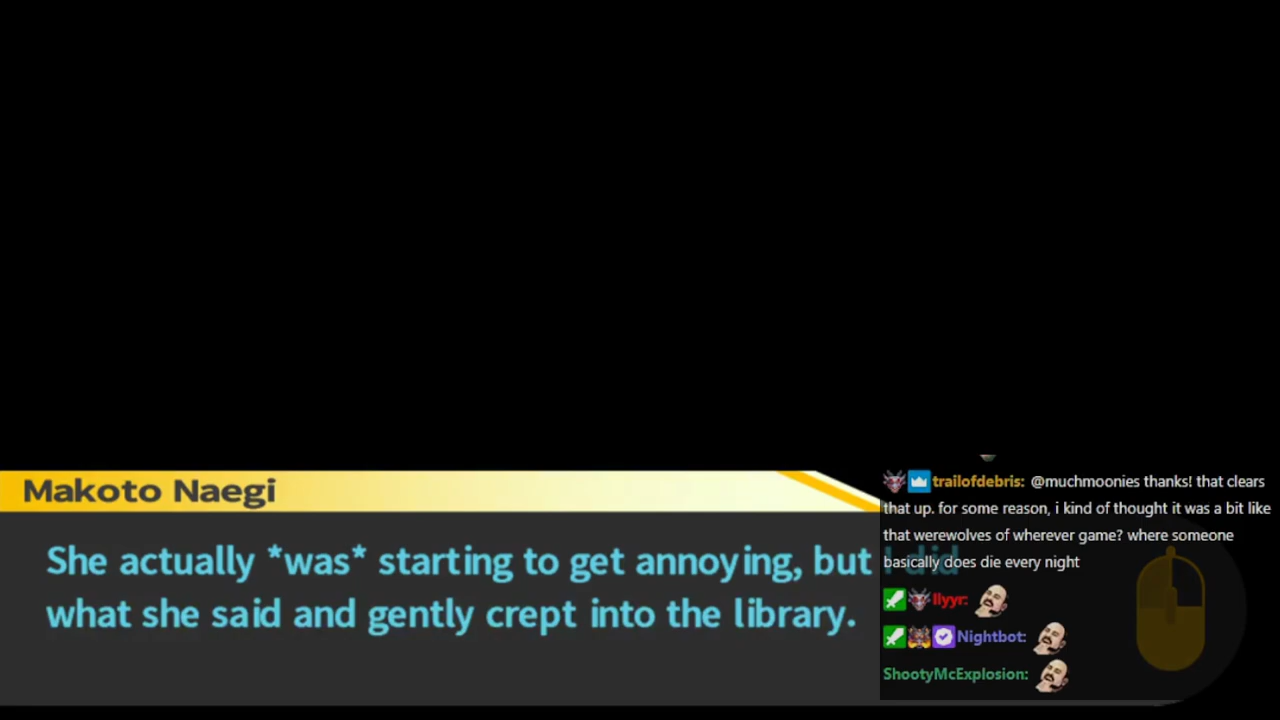 Makoto Naegi
She actually *was* starting to get annoying, but I did
what she said and gently crept into the library.
trailofdebris: @muchmoonies thanks! that clears
that up. for some reason, i kind of thought it was a bit like
that werewolves of wherever game? where someone
basically does die every night
llyyr:
Nightbot:
ShootyMcExplosion: